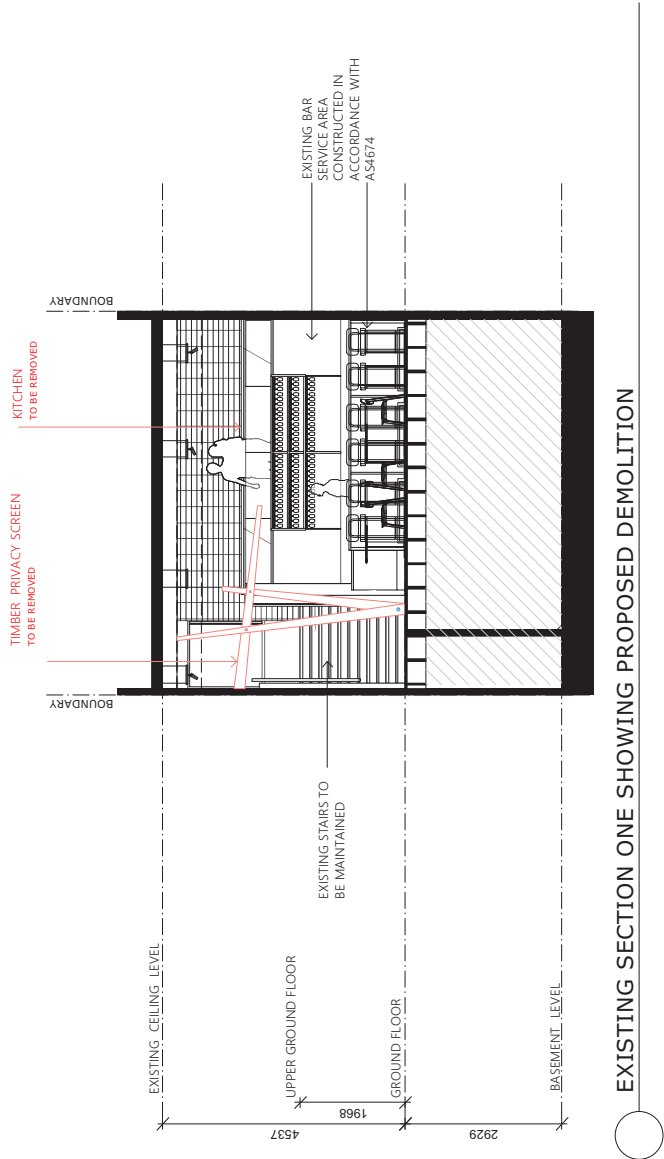 TIMBER PRIVACY SCREEN
TO BE REMOVED
KITCHEN
TO BE REMOVED
BOUNDARY
BOUNDARY
EXISTING CEILING LEVEL
UPPER GROUND FLOOR
GROUND FLOOR
BASEMENT LEVEL
4537
1968
2929
EXISTING STAIRS TO
BE MAINTAINED
EXISTING BAR
SERVICE AREA
CONSTRUCTED IN
ACCORDANCE WITH
AS4674
EXISTING SECTION ONE SHOWING PROPOSED DEMOLITION